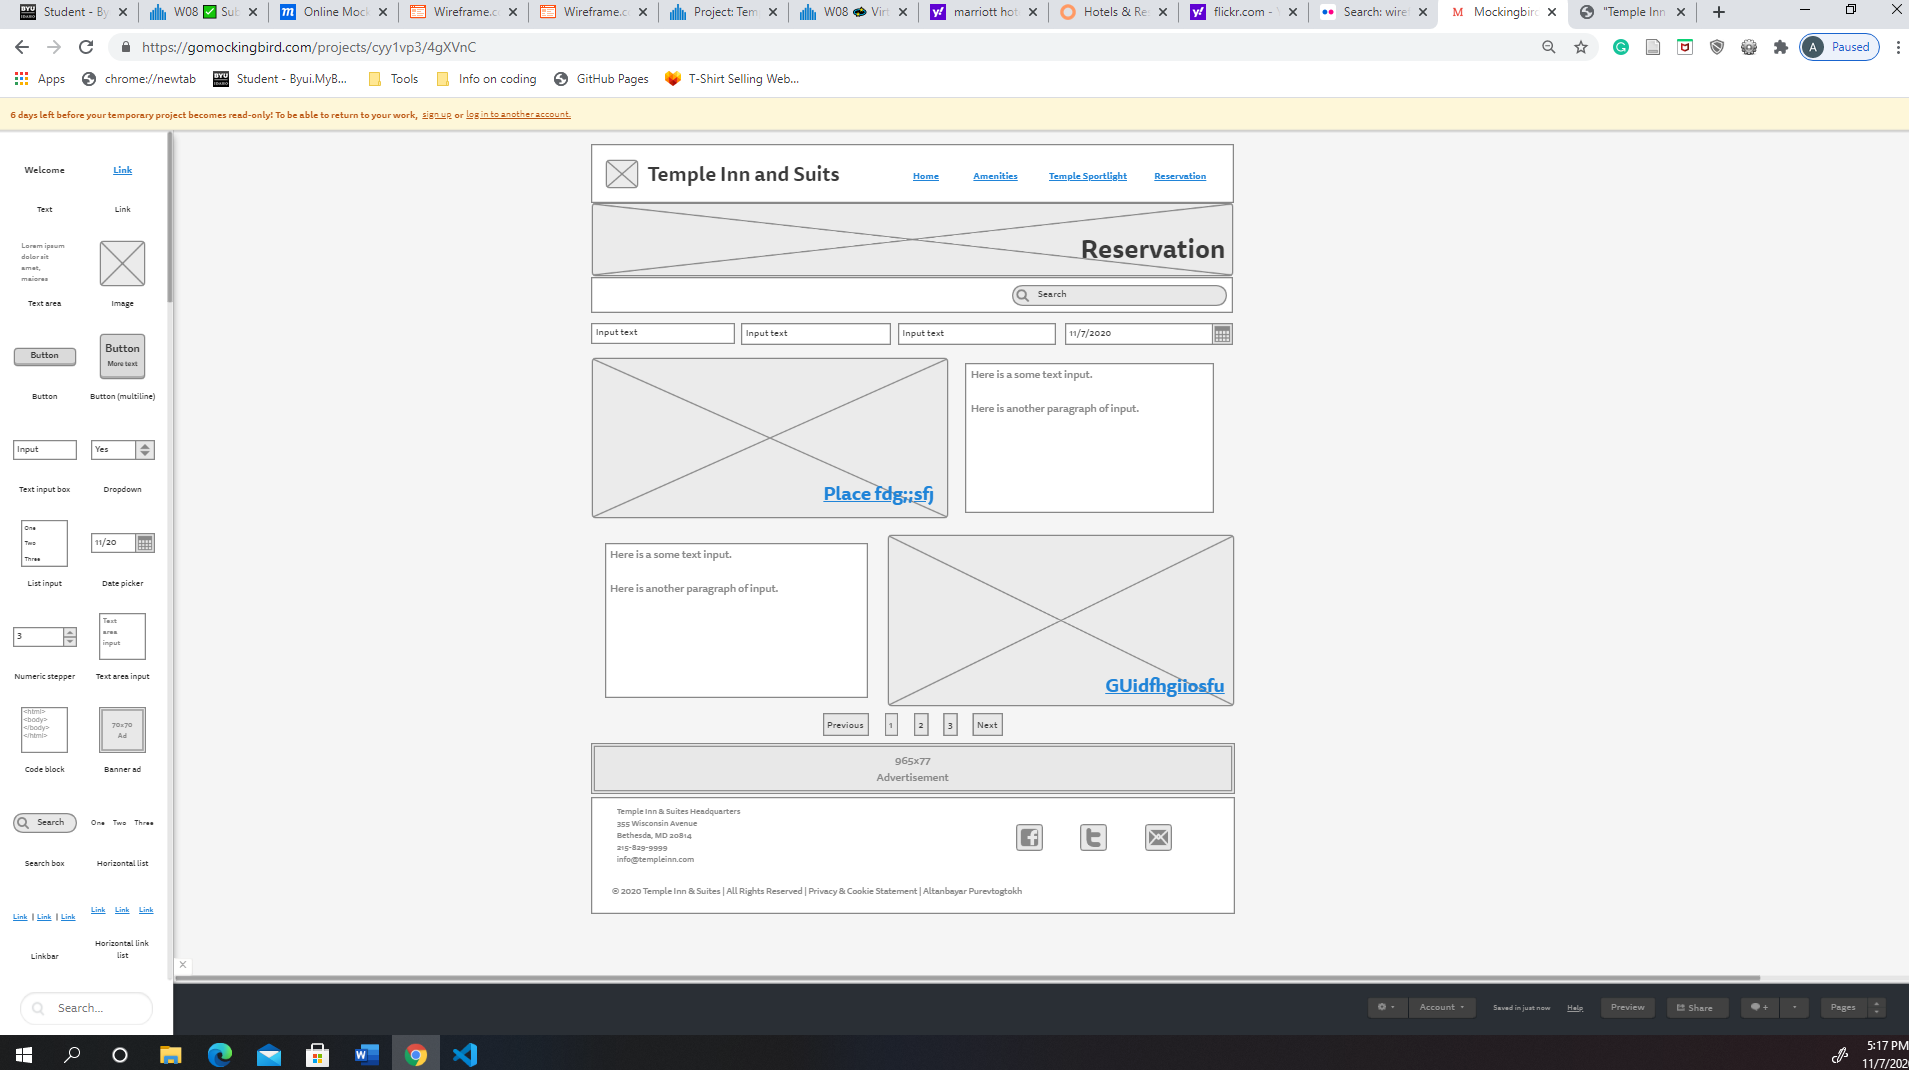 Student - By
W08 ✅ Sub
Online Mock
Wireframe.c
Wireframe.c
Project: Tem
W08 Virt
marriott hot
Hotels & Res
flickr.com -
Search: wire
Mockingbird
"Temple Inn
https://gomockingbird.com/projects/cyy1vp3/4gXVnC
A Paused
Apps
chrome://newtab
Student - Byui.MyB...
Tools
Info on coding
GitHub Pages
T-Shirt Selling Web...
6 days left before your temporary project becomes read-only! To be able to return to your work, sign up or log in to another account.
Welcome Link
Text Link
Lorem ipsum
dolor sit
amet,
maiores
Text area Image
Button
Button
More text
Button Button (multiline)
Input Yes
Text input box Dropdown
One
Two
Three
11/20
List input Date picker
3
Text
area
input
Numeric stepper Text area input
<html>
<body>
</body>
</html>
70x70
Ad
Code block Banner ad
Search One Two Three
Search box Horizontal list
Link | Link | Link
Link Link Link
Linkbar
Horizontal link
list
Search...
Temple Inn and Suits
Home Amenities Temple Sportlight Reservation
Reservation
Search
Input text Input text Input text 11/7/2020
Place fdg;;sfj
Here is a some text input.
Here is another paragraph of input.
Here is a some text input.
Here is another paragraph of input.
GUidfhgiiosfu
Previous 1 2 3 Next
965x77
Advertisement
Temple Inn & Suites Headquarters
355 Wisconsin Avenue
Bethesda, MD 20814
215-829-9999
info@templeinn.com
© 2020 Temple Inn & Suites | All Rights Reserved | Privacy & Cookie Statement | Altanbayar Purevtogtokh
Account Saved in just now Help Preview Share + Pages
5:17 PM
11/7/202